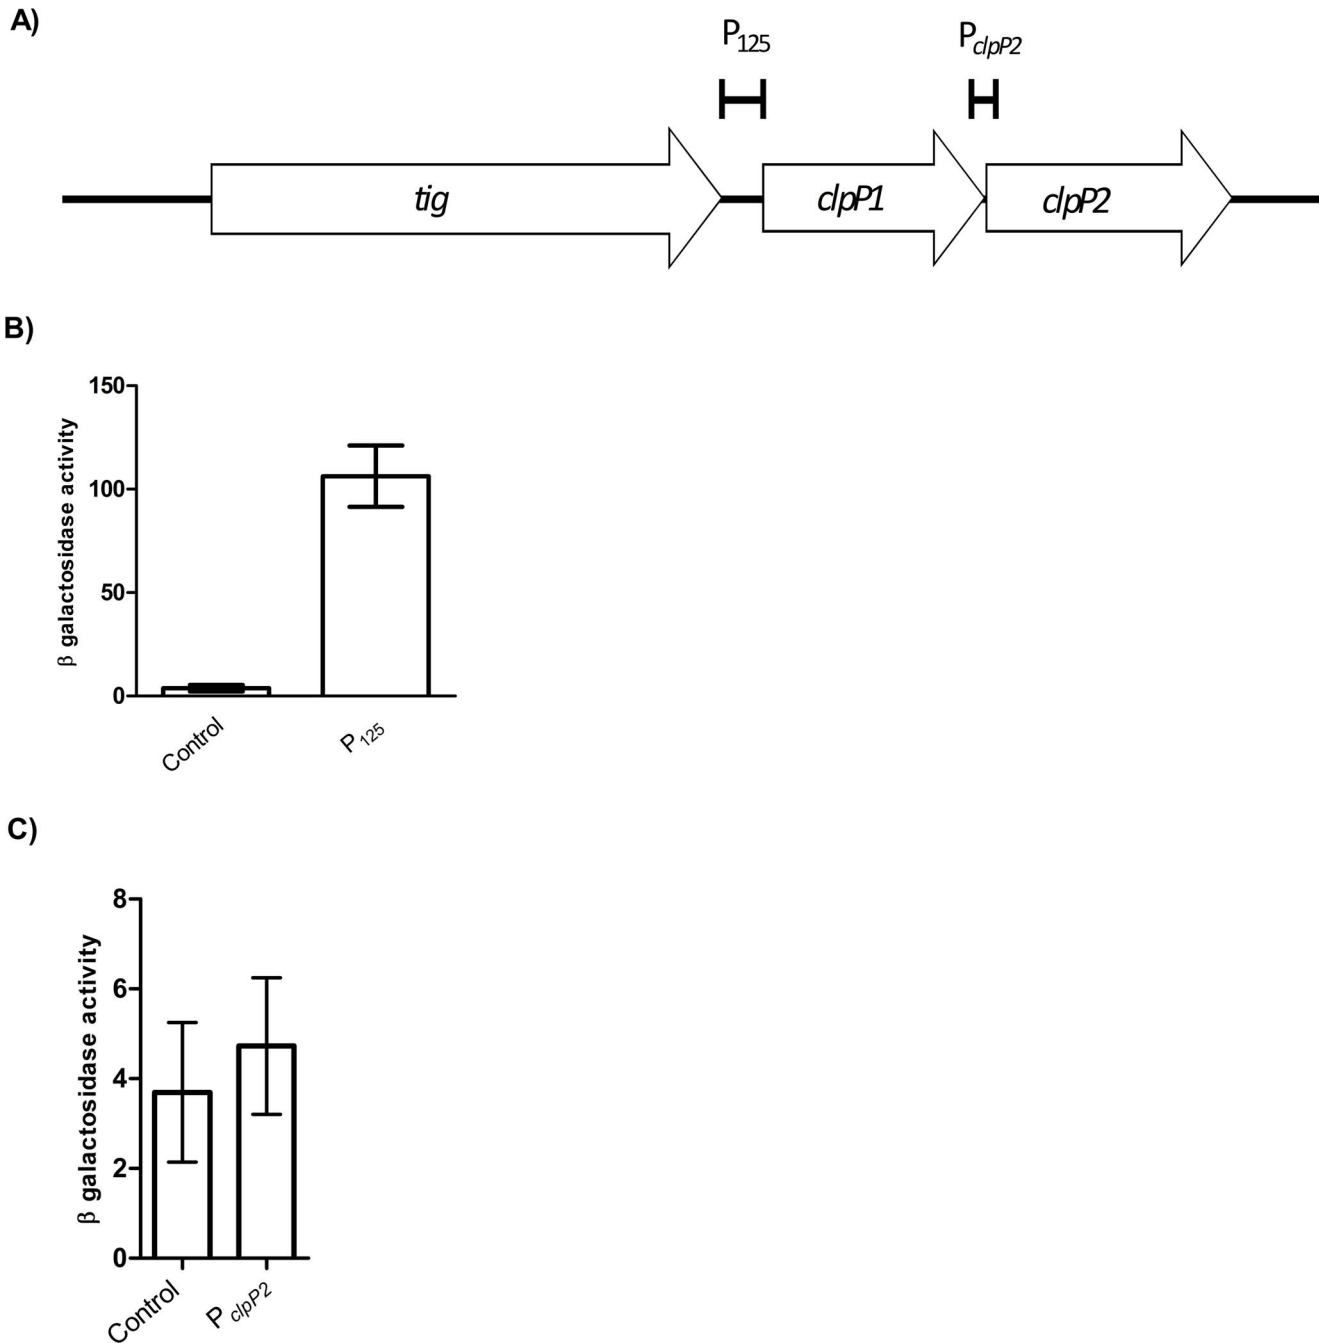 A)
P125
PclpP2
tig
clpP1
clpP2
B)
150
100
50
0
β galactosidase activity
Control
P 125
C)
8
6
4
2
0
β galactosidase activity
Control
P clpP2